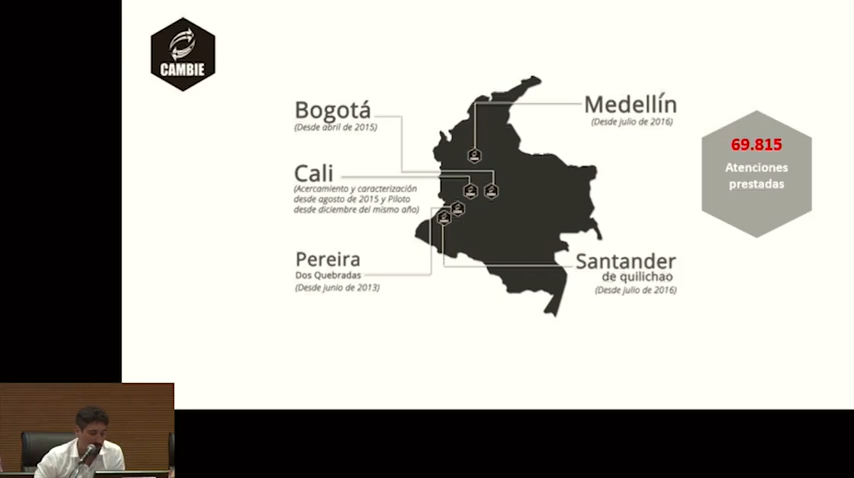 CAMBIE
Bogotá
(Desde abril de 2015)
Medellín
(Desde julio de 2016)
69.815
Atenciones
prestadas
Cali
(Acercamiento y caracterización
desde agosto de 2015 y Piloto
desde diciembre del mismo año)
Pereira
Dos Quebradas
(Desde junio de 2013)
Santander
de quilichao
(Desde julio de 2016)